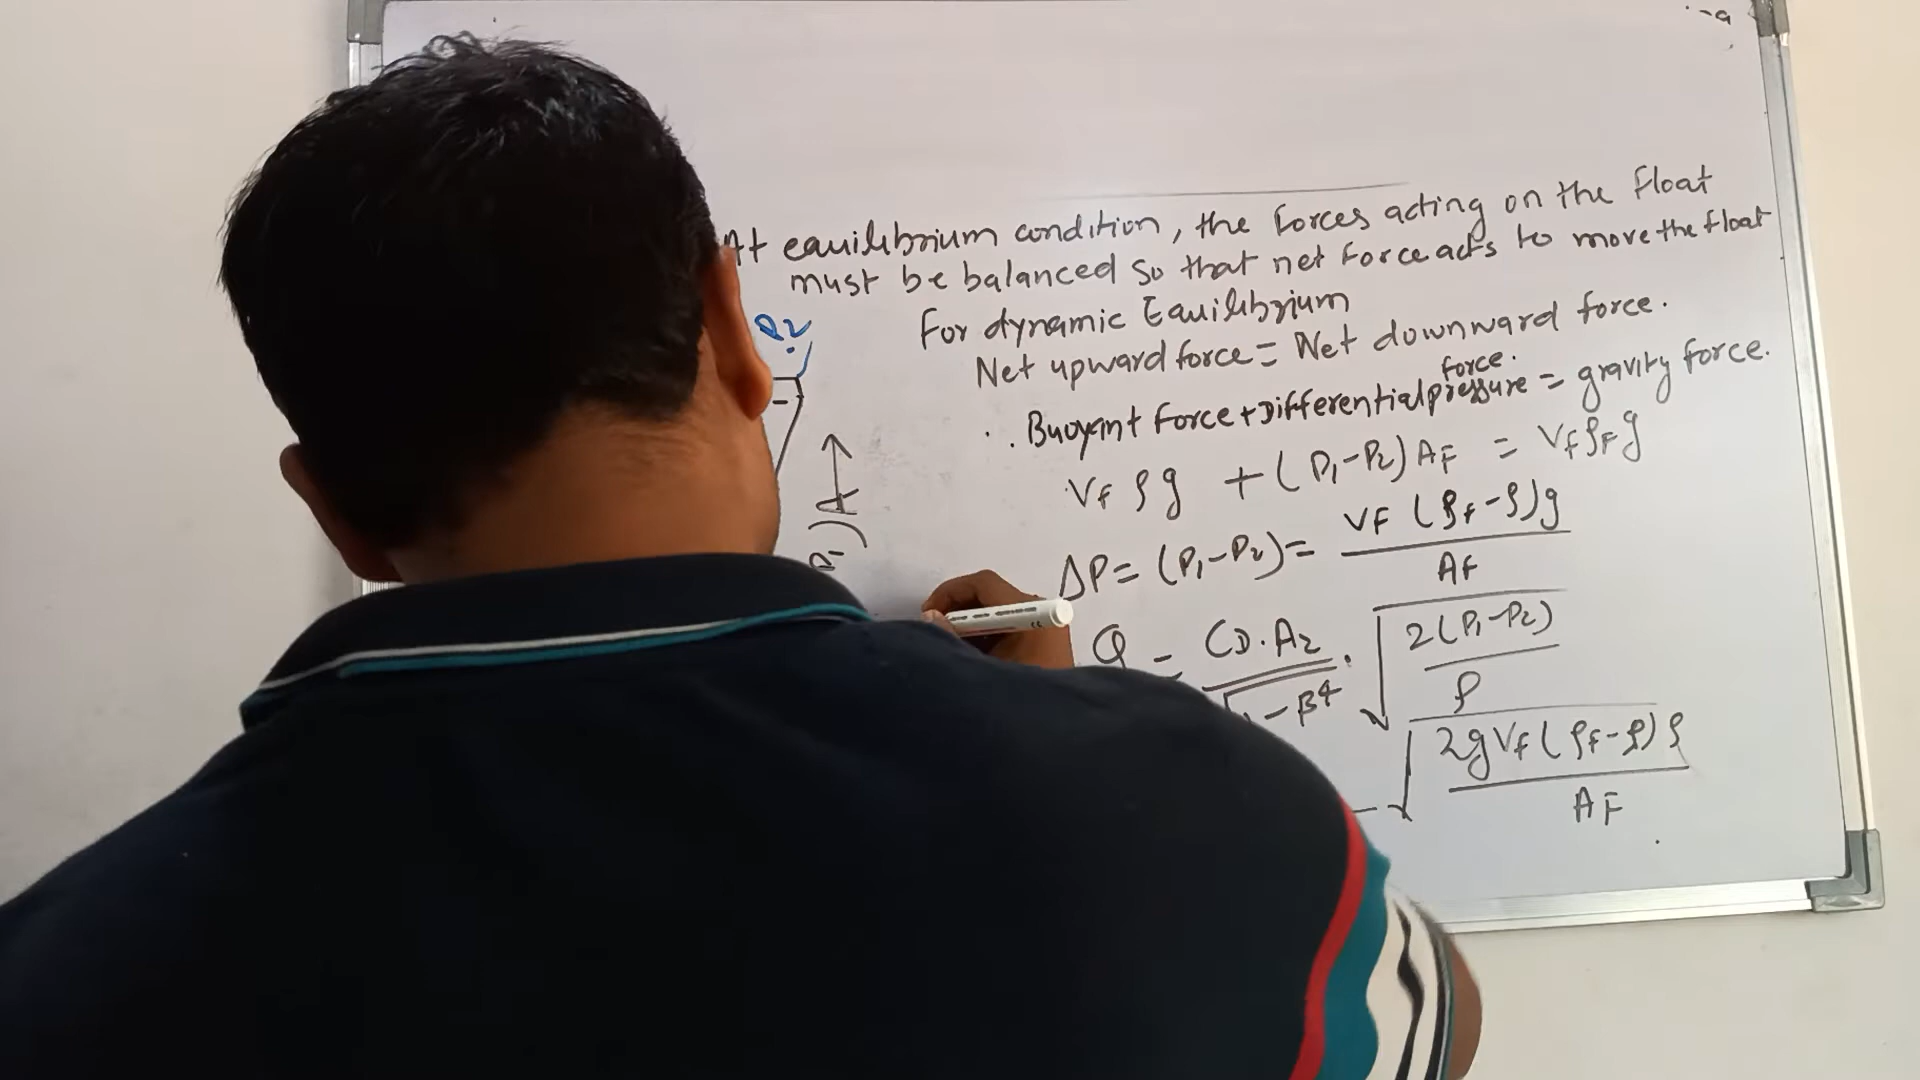 At equilibrium condition, the forces acting on the float
must be balanced so that net force acts to move the float
For dynamic Equilibrium
Net upward force = Net downward force.
∴ Buoyant force + Differential pressure force. = gravity force.
Vf ρg + (P₁-P₂) AF = VF ρF g
ΔP = (P₁-P₂) = VF (ρf-ρ)g / AF
Q = CD.A₂ / √1-β⁴ . √2(P₁-P₂) / ρ
√2gVf(ρf-ρ)ρ / AF
P2